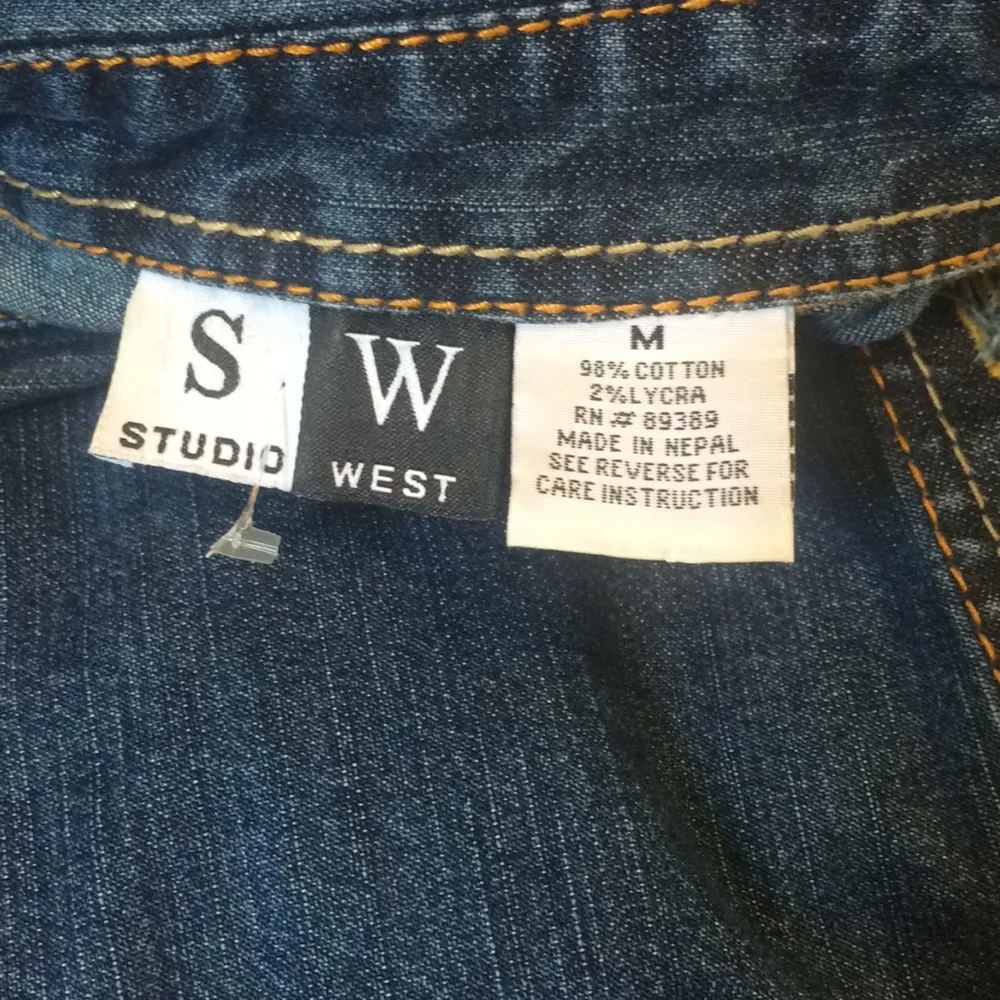 S
STUDIO
W
WEST
M
98% COTTON
2% LYCRA
RN # 89389
MADE IN NEPAL
SEE REVERSE FOR
CARE INSTRUCTION